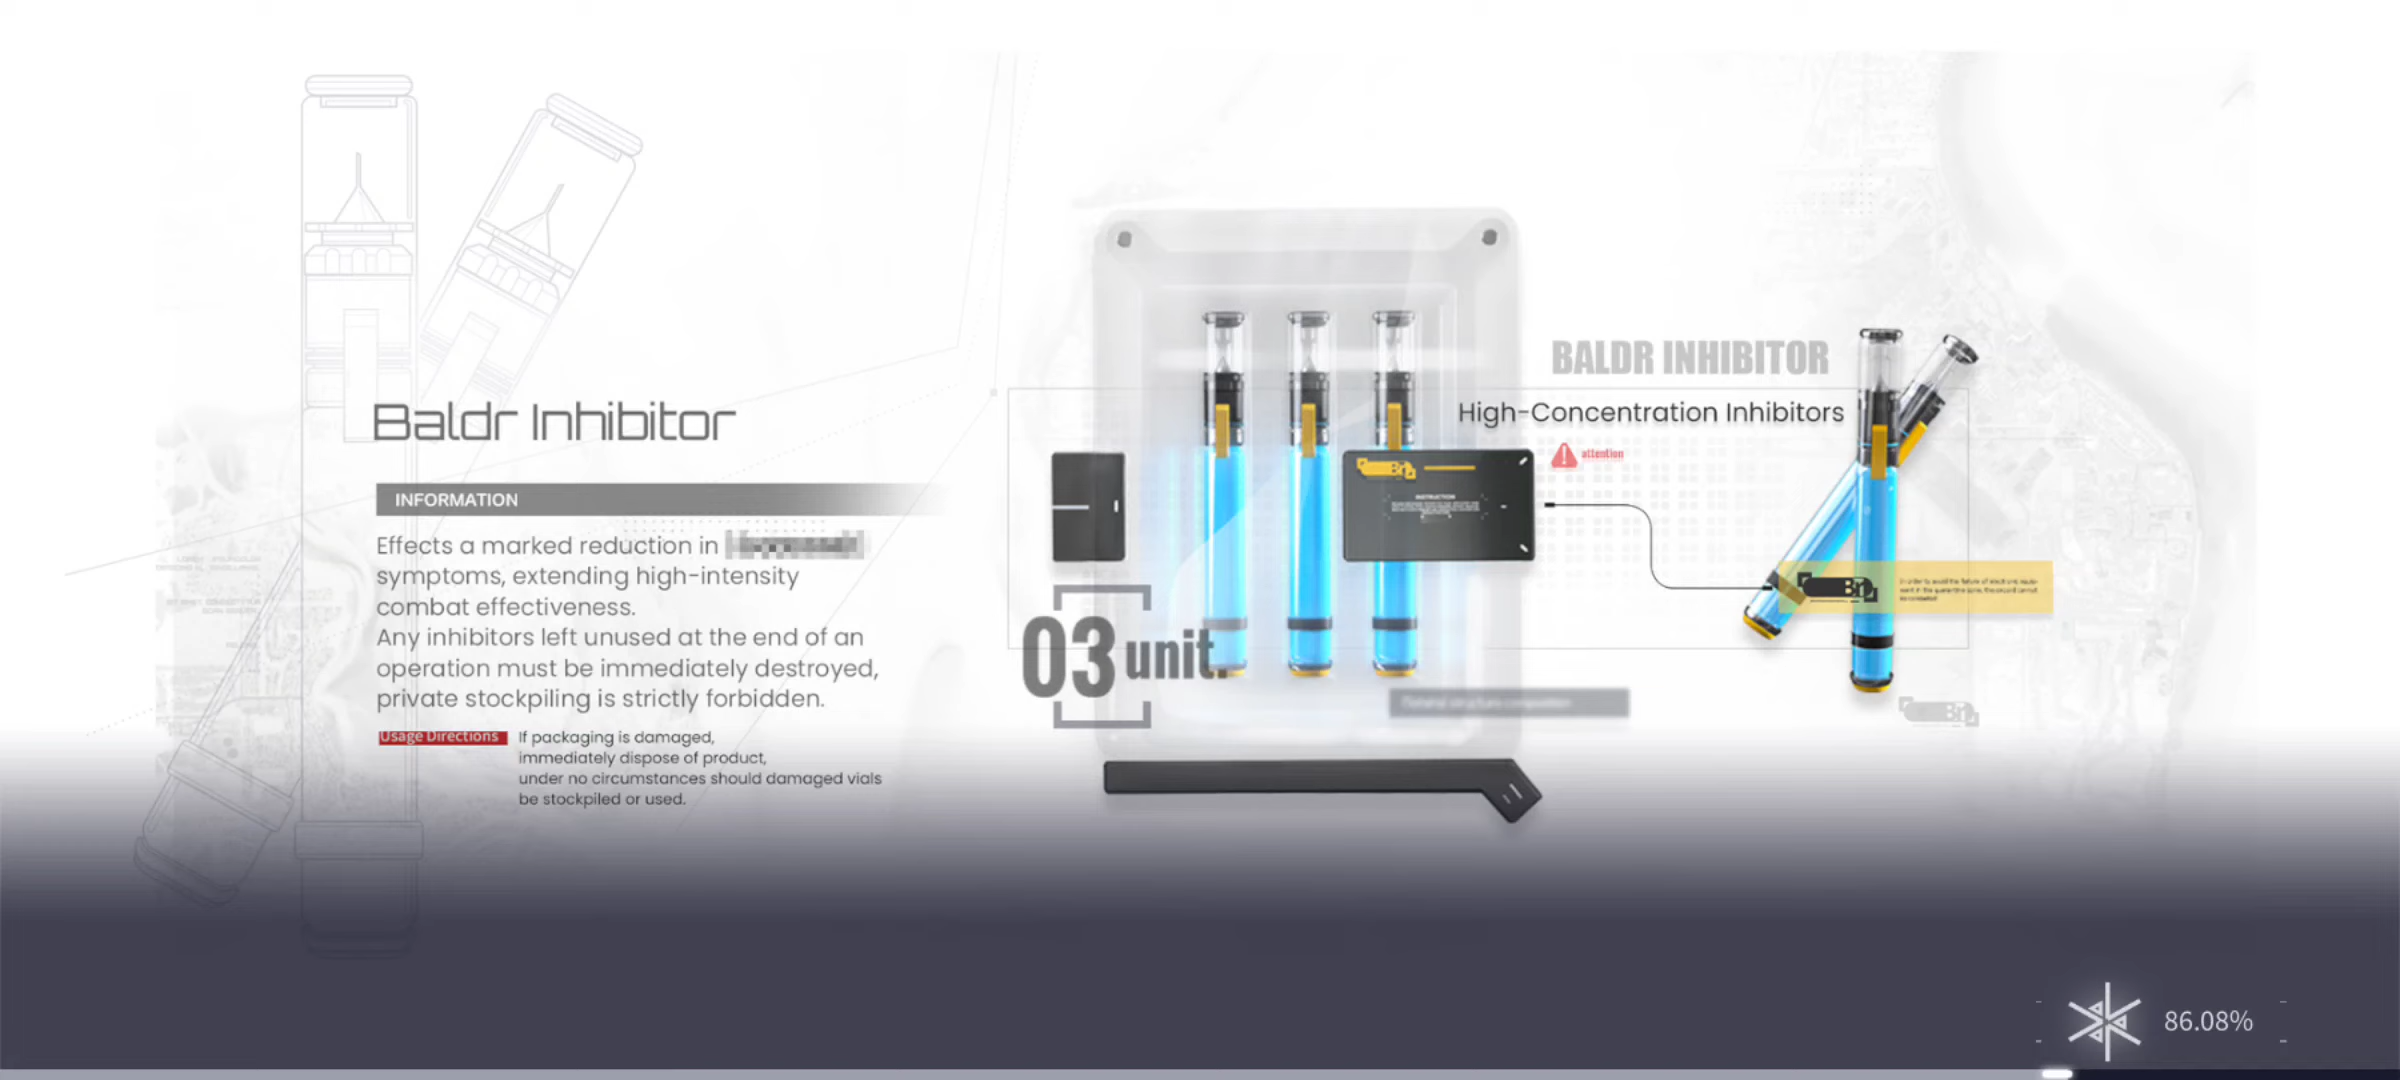 Baldr Inhibitor
INFORMATION
Effects a marked reduction in
symptoms, extending high-intensity
combat effectiveness.
Any inhibitors left unused at the end of an
operation must be immediately destroyed,
private stockpiling is strictly forbidden.
Usage Directions
If packaging is damaged,
immediately dispose of product,
under no circumstances should damaged vials
be stockpiled or used.
BALDR INHIBITOR
High-Concentration Inhibitors
attention
INSTRUCTION
03 unit.
86.08%